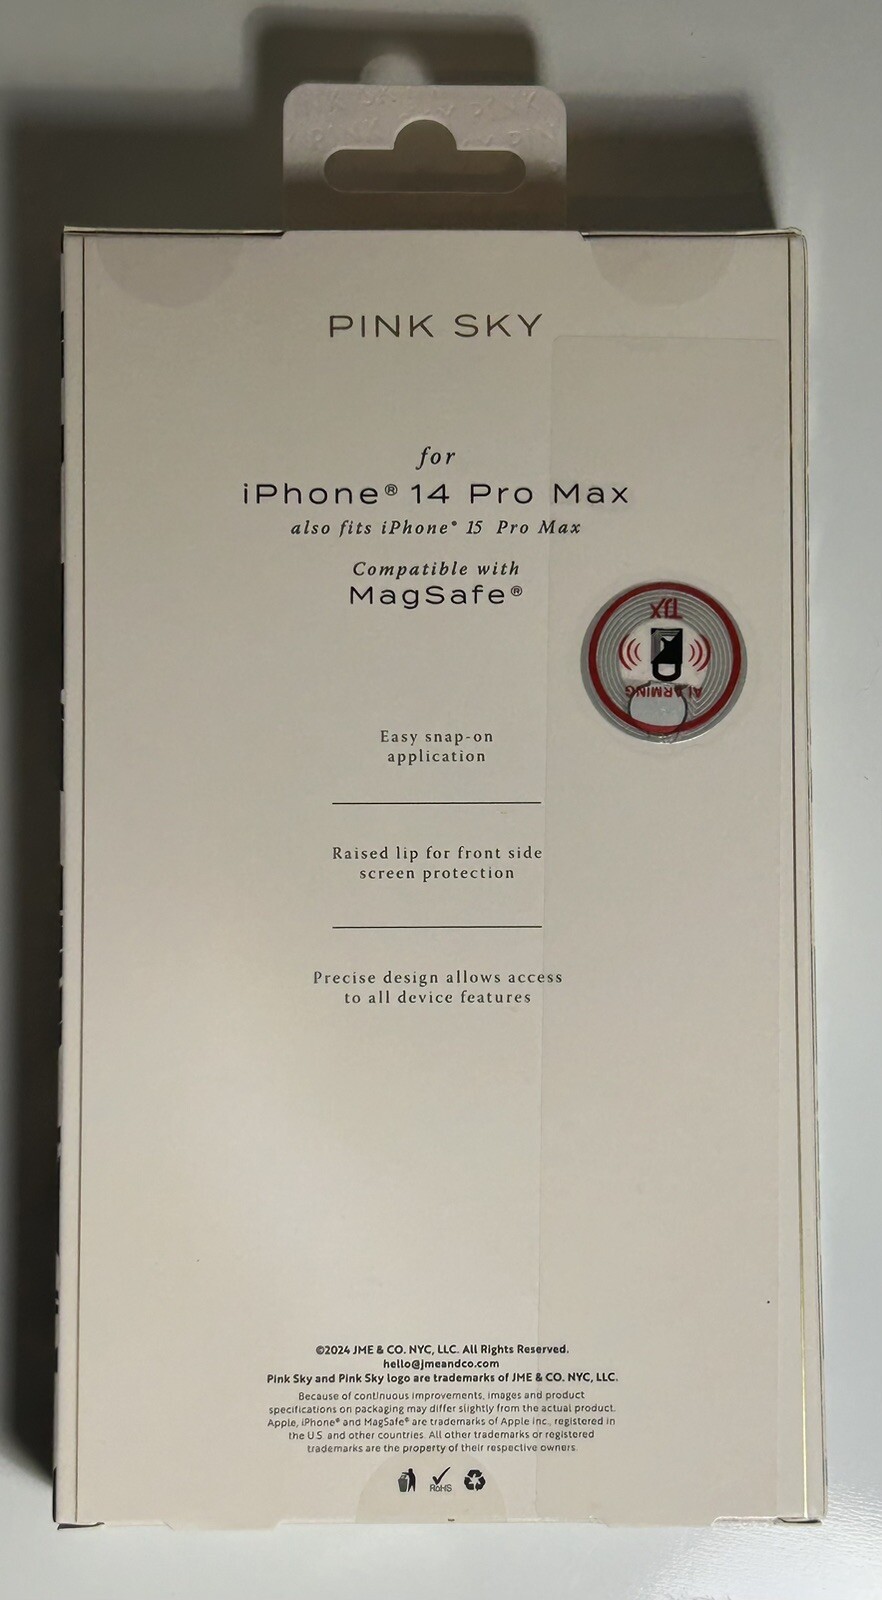 PINK SKY
for
iPhone® 14 Pro Max
also fits iPhone® 15 Pro Max
Compatible with
MagSafe®
TJX
ALARMING
Easy snap-on
application
Raised lip for front side
screen protection
Precise design allows access
to all device features
©2024 JME & CO. NYC, LLC. All Rights Reserved.
hello@jmeandco.com
Pink Sky and Pink Sky logo are trademarks of JME & CO. NYC, LLC.
Because of continuous improvements, images and product
specifications on packaging may differ slightly from the actual product.
Apple, iPhone® and MagSafe® are trademarks of Apple Inc., registered in
the U.S. and other countries. All other trademarks or registered
trademarks are the property of their respective owners.
RoHS